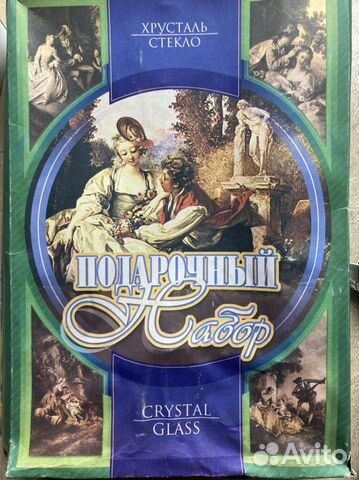 ХРУСТАЛЬ
СТЕКЛО
ПОДАРОЧНЫЙ
Набор
CRYSTAL
GLASS
Avito